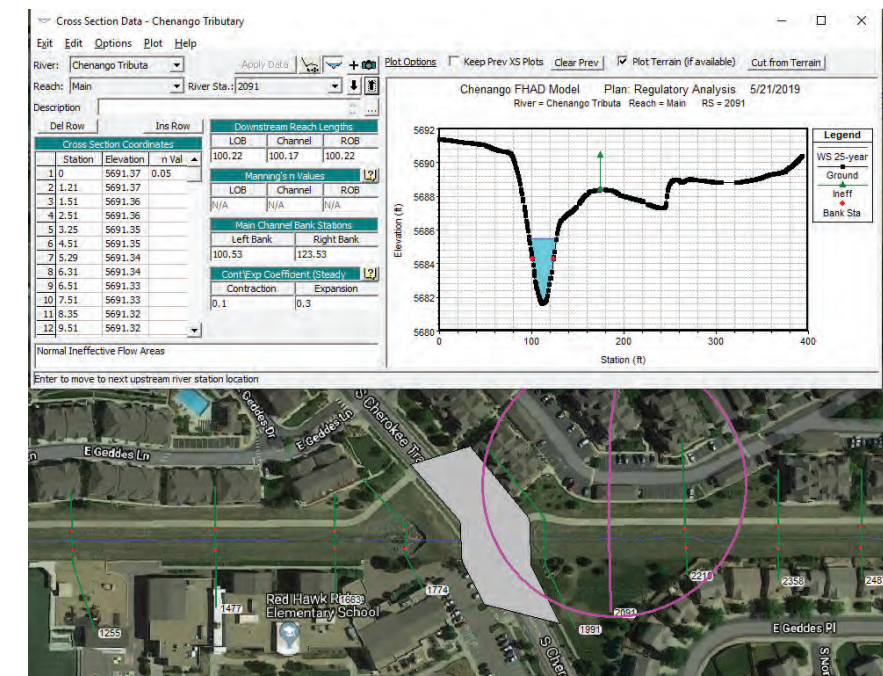 Cross Section Data - Chenango Tributary
Exit Edit Options Plot Help
River: Chenango Tributa Apply Data + Plot Options Keep Prev XS Plots Clear Prev Plot Terrain (if available) Cut from Terrain
Reach: Main River Sta.: 2091
Description ...
Del Row Ins Row
Cross Section Coordinates
Station Elevation n Val
1 0 5691.37 0.05
2 1.21 5691.37
3 1.51 5691.36
4 2.51 5691.36
5 3.25 5691.35
6 4.51 5691.35
7 5.29 5691.34
8 6.31 5691.34
9 6.51 5691.33
10 7.51 5691.33
11 8.35 5691.32
12 9.51 5691.32
Downstream Reach Lengths
LOB Channel ROB
100.22 100.17 100.22
Manning's n Values
LOB Channel ROB
N/A N/A N/A
Main Channel Bank Stations
Left Bank Right Bank
100.53 123.53
Cont\Exp Coefficient (Steady
Contraction Expansion
0.1 0.3
Normal Ineffective Flow Areas
Enter to move to next upstream river station location
Chenango FHAD Model Plan: Regulatory Analysis 5/21/2019
River = Chenango Tributa Reach = Main RS = 2091
5692
5690
5688
5686
5684
5682
5680
Elevation (ft)
0 100 200 300 400
Station (ft)
Legend
WS 25-year
Ground
Ineff
Bank Sta
E Geddes Ln
Geddes Dr
E Geddes Ln
S Cherokee Tra
Red Hawk R
Elementary School
1255
1477
1663
1774
1991
2091
2210
2358
248
E Geddes Pl
S Cher
S No